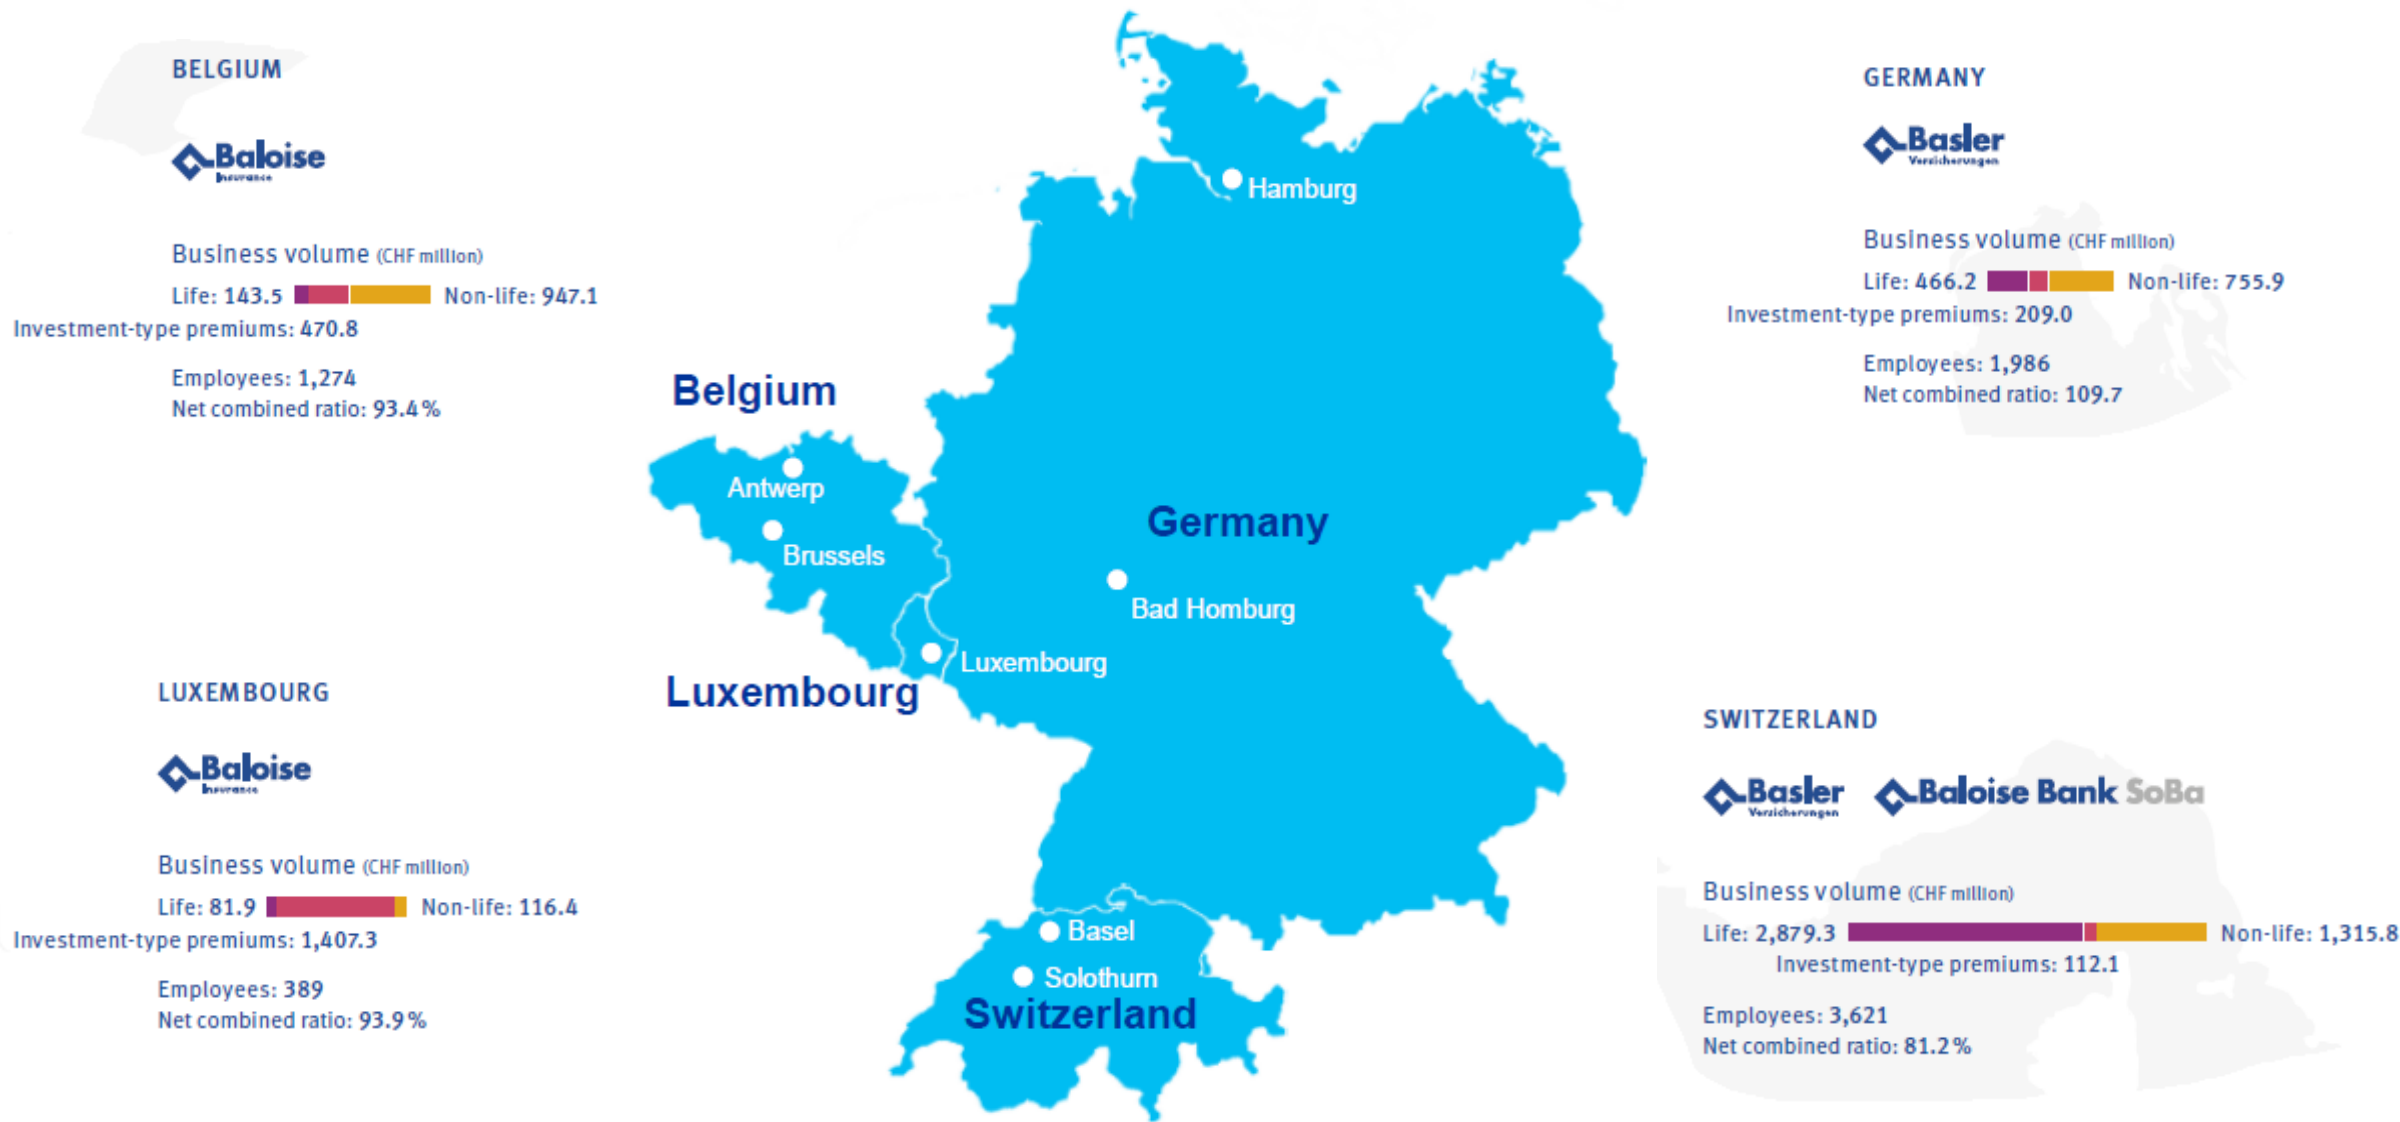 BELGIUM
Baloise
Insurance
Business volume (CHF million)
Life: 143.5 Non-life: 947.1
Investment-type premiums: 470.8
Employees: 1,274
Net combined ratio: 93.4%
LUXEMBOURG
Baloise
Insurance
Business volume (CHF million)
Life: 81.9 Non-life: 116.4
Investment-type premiums: 1,407.3
Employees: 389
Net combined ratio: 93.9%
Hamburg
Belgium
Antwerp
Brussels
Germany
Bad Homburg
Luxembourg
Luxembourg
Basel
Solothurn
Switzerland
GERMANY
Basler
Versicherungen
Business volume (CHF million)
Life: 466.2 Non-life: 755.9
Investment-type premiums: 209.0
Employees: 1,986
Net combined ratio: 109.7
SWITZERLAND
Basler
Versicherungen
Baloise Bank SoBa
Business volume (CHF million)
Life: 2,879.3 Non-life: 1,315.8
Investment-type premiums: 112.1
Employees: 3,621
Net combined ratio: 81.2%